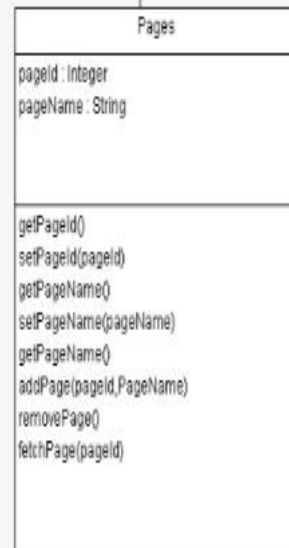 Pages
pageId : Integer
pageName : String
getPageId()
setPageId(pageId)
getPageName()
setPageName(pageName)
getPageName()
addPage(pageId,PageName)
removePage()
fetchPage(pageId)